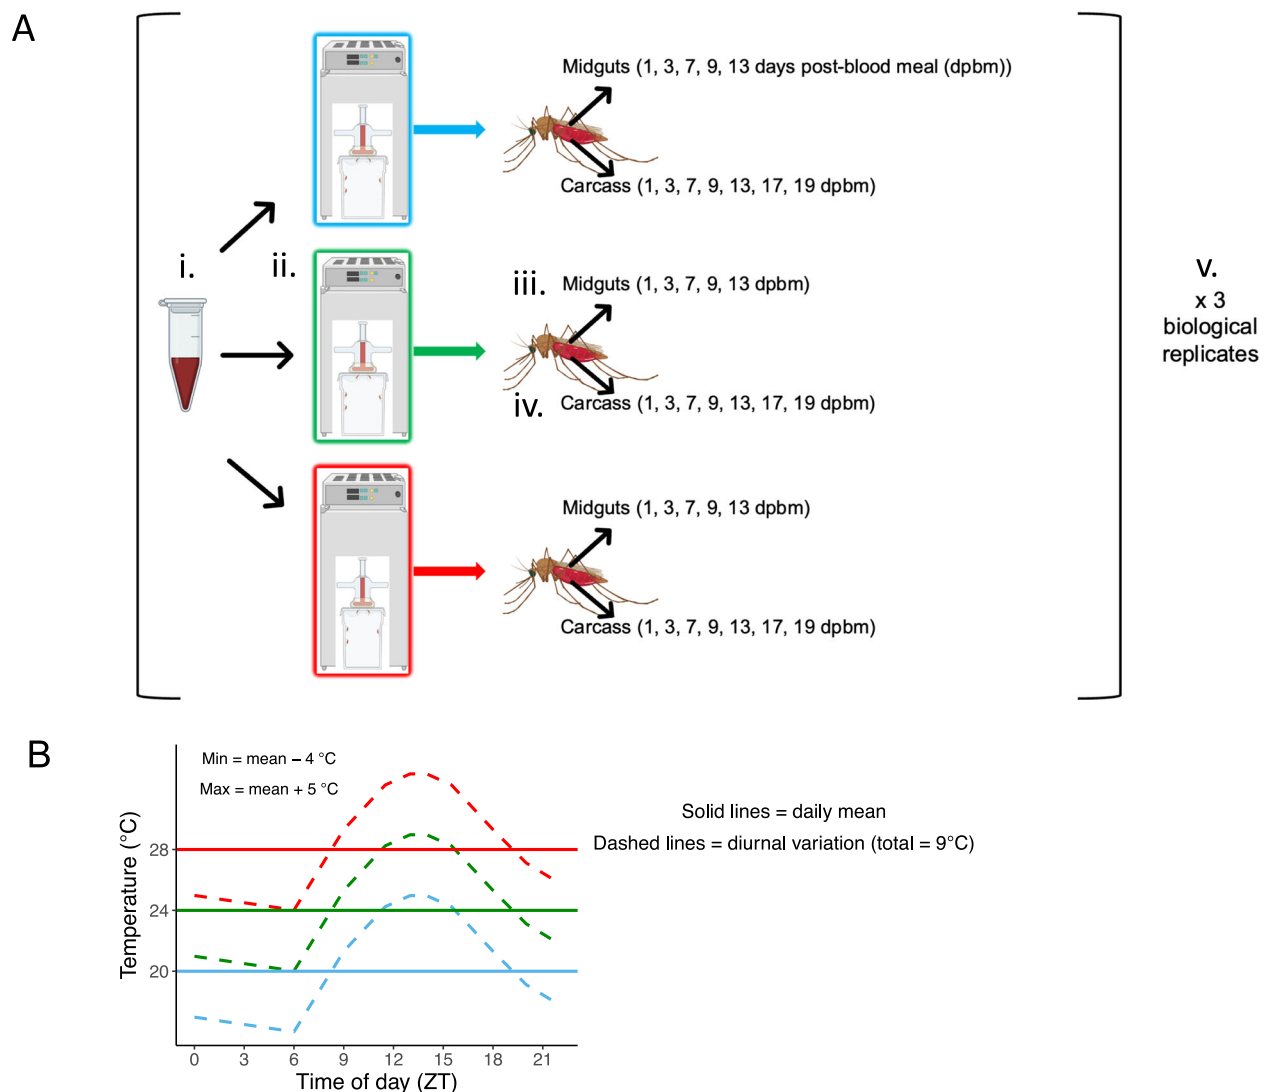 A
Midguts (1, 3, 7, 9, 13 days post-blood meal (dpbm))
Carcass (1, 3, 7, 9, 13, 17, 19 dpbm)
i.
ii.
iii.
Midguts (1, 3, 7, 9, 13 dpbm)
iv.
Carcass (1, 3, 7, 9, 13, 17, 19 dpbm)
v.
x 3
biological
replicates
Midguts (1, 3, 7, 9, 13 dpbm)
Carcass (1, 3, 7, 9, 13, 17, 19 dpbm)
B
Min = mean − 4 °C
Max = mean + 5 °C
Temperature (°C)
28
24
20
0 3 6 9 12 15 18 21
Time of day (ZT)
Solid lines = daily mean
Dashed lines = diurnal variation (total = 9°C)